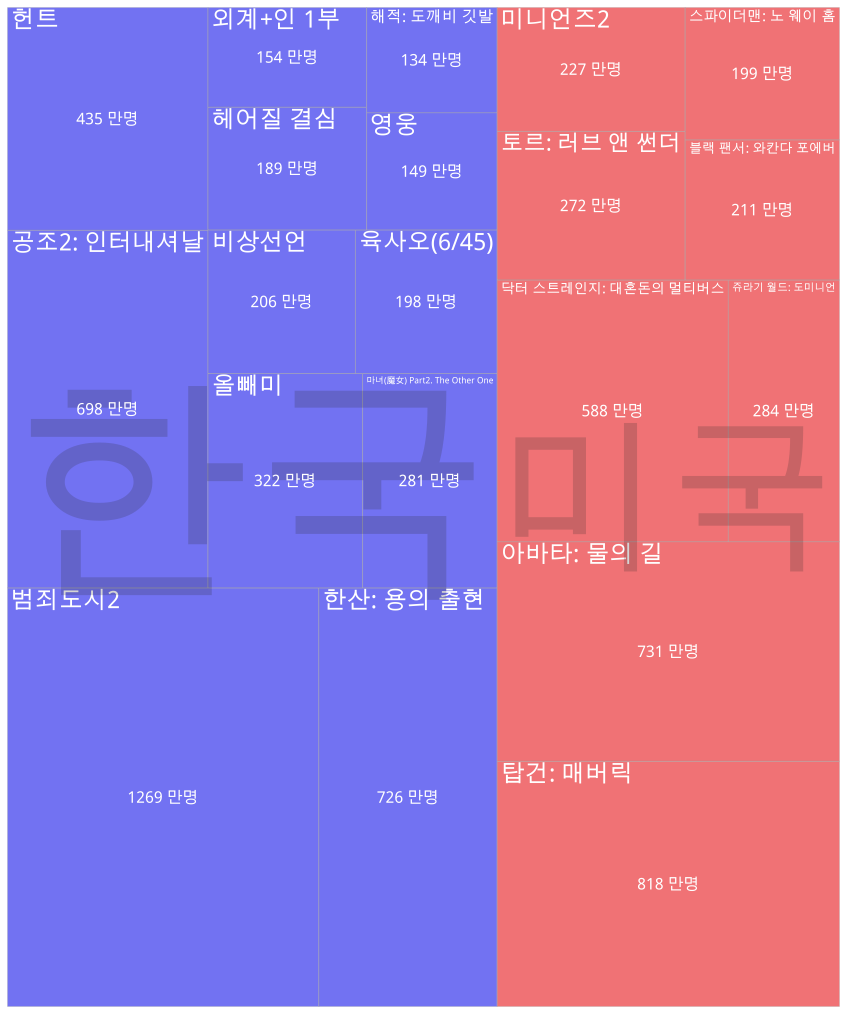 헌트
435 만명
외계+인 1부
154 만명
해적: 도깨비 깃발
134 만명
헤어질 결심
189 만명
영웅
149 만명
공조2: 인터내셔날
698 만명
비상선언
206 만명
육사오(6/45)
198 만명
올빼미
322 만명
마녀(魔女) Part2. The Other One
281 만명
범죄도시2
1269 만명
한산: 용의 출현
726 만명
한국
미니언즈2
227 만명
스파이더맨: 노 웨이 홈
199 만명
토르: 러브 앤 썬더
272 만명
블랙 팬서: 와칸다 포에버
211 만명
닥터 스트레인지: 대혼돈의 멀티버스
588 만명
쥬라기 월드: 도미니언
284 만명
아바타: 물의 길
731 만명
탑건: 매버릭
818 만명
미국